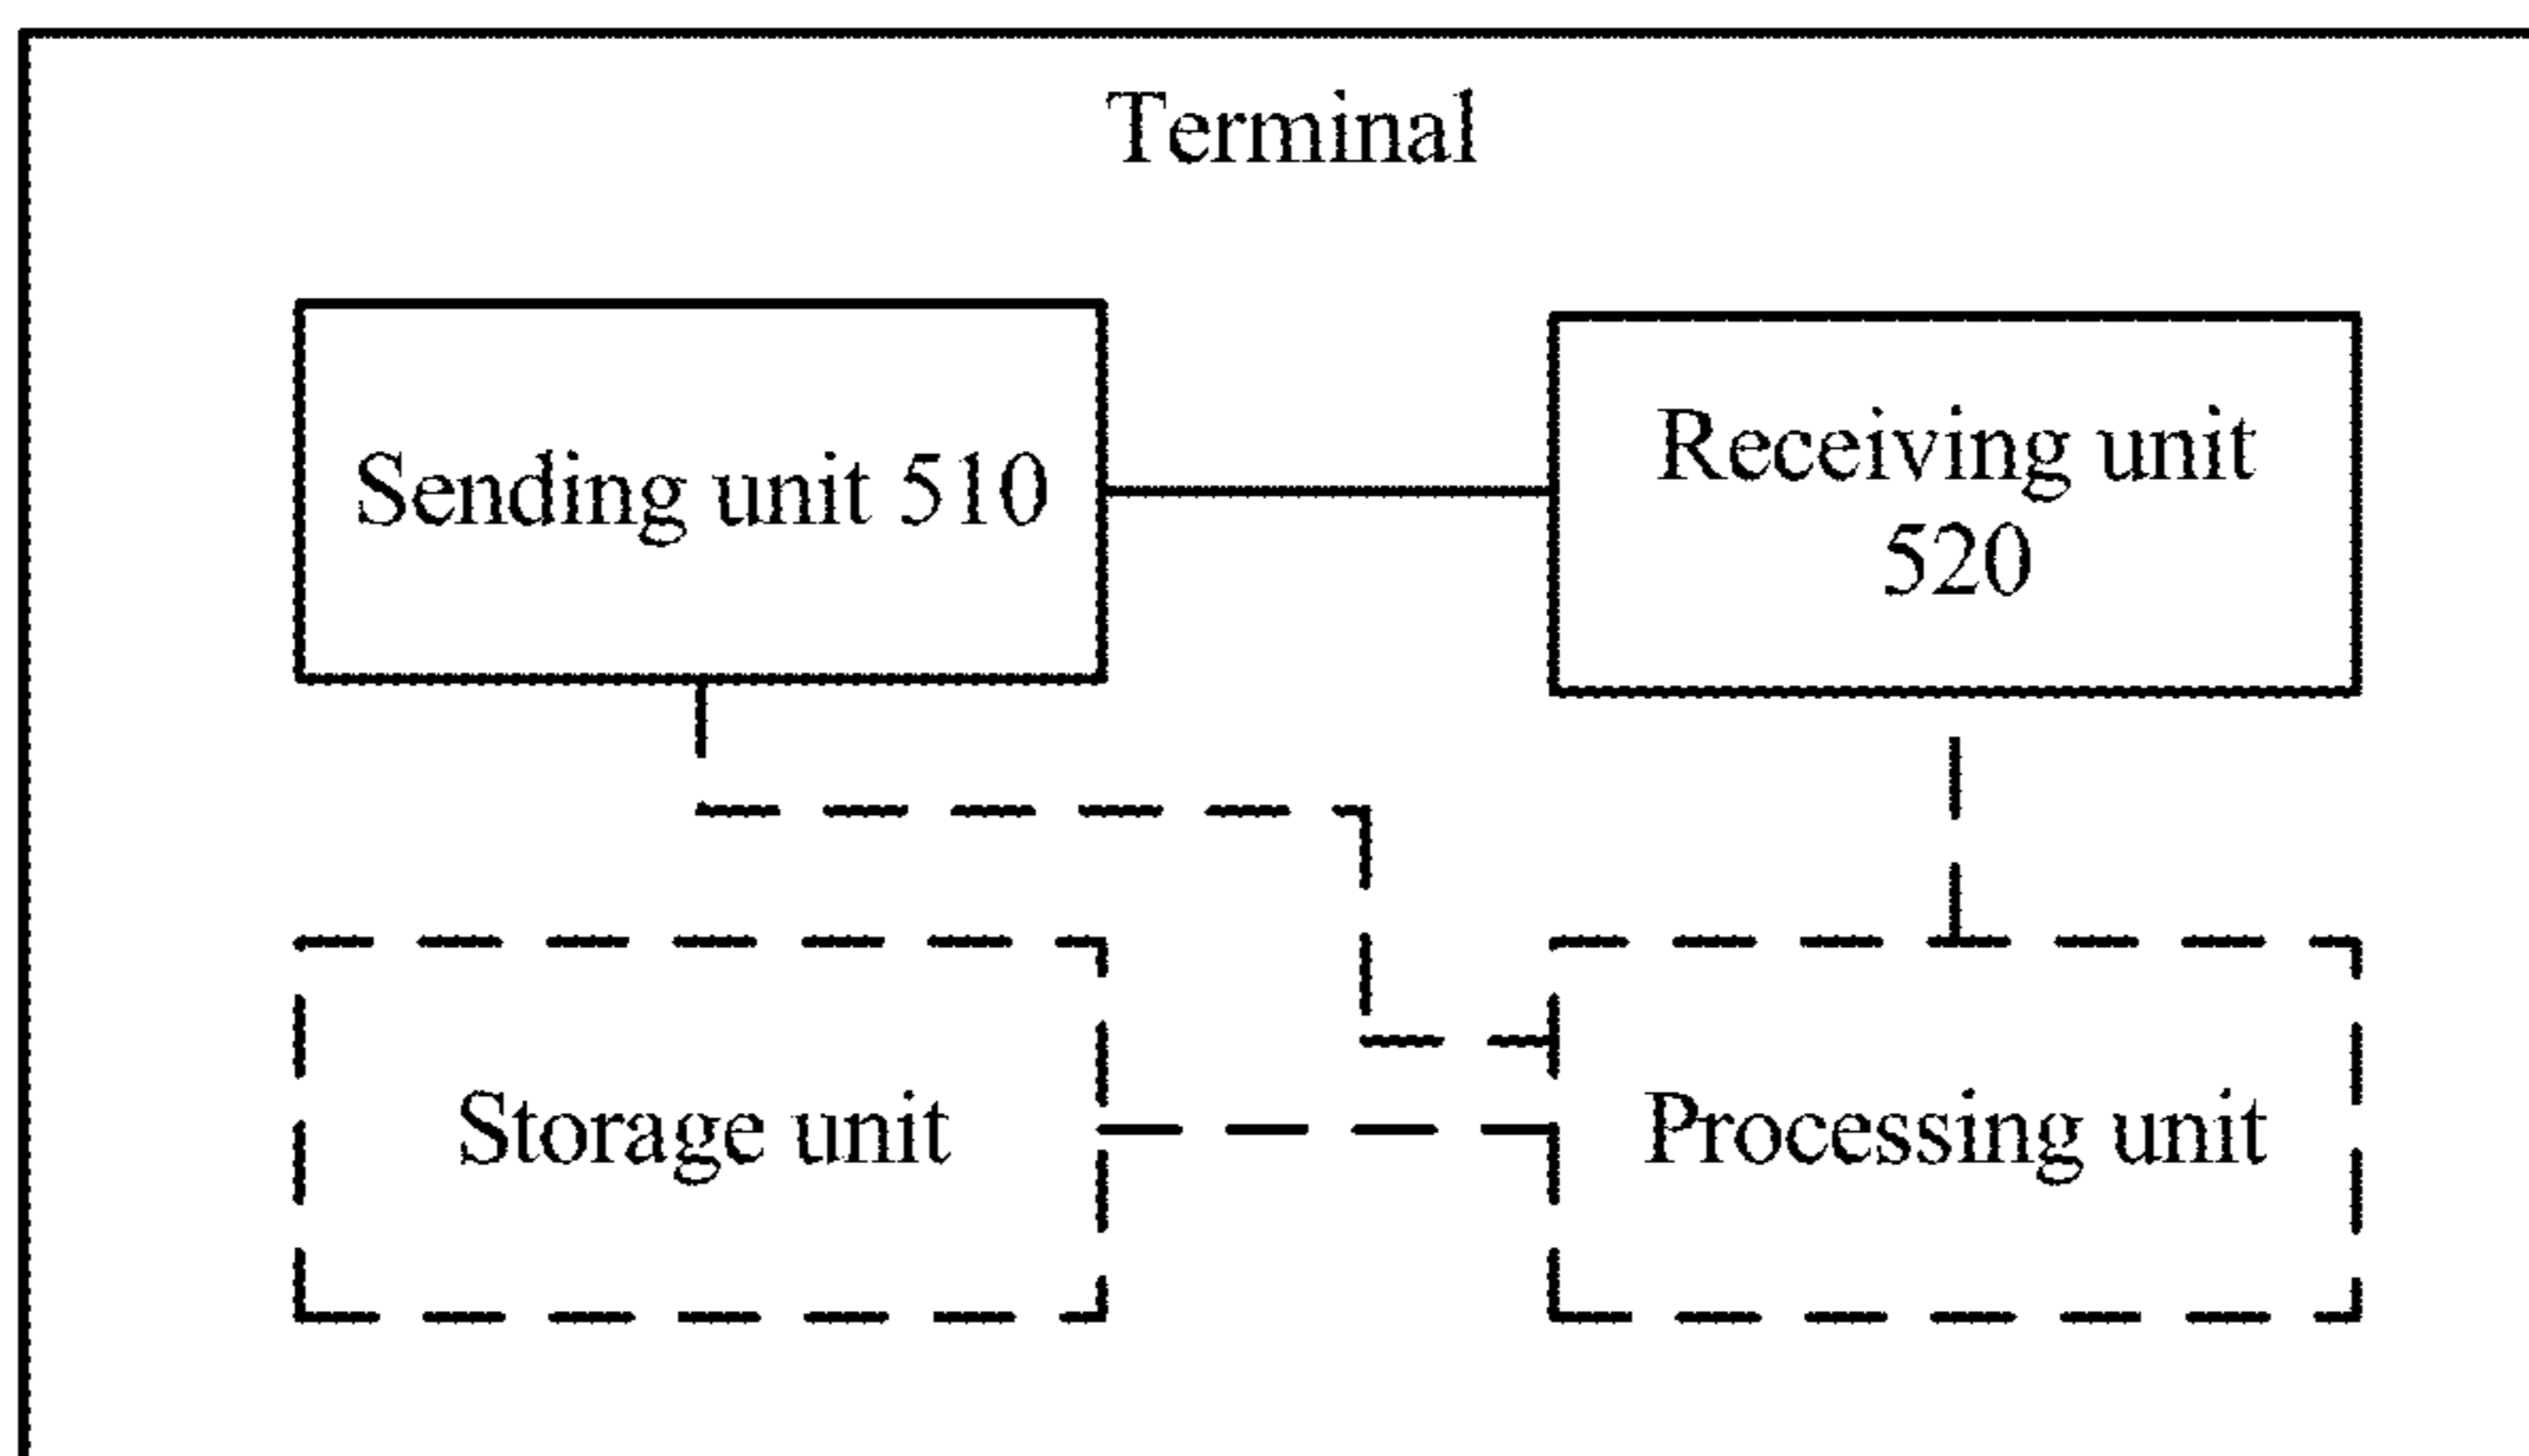 Terminal
Sending unit 510
Receiving unit
520
Storage unit
Processing unit